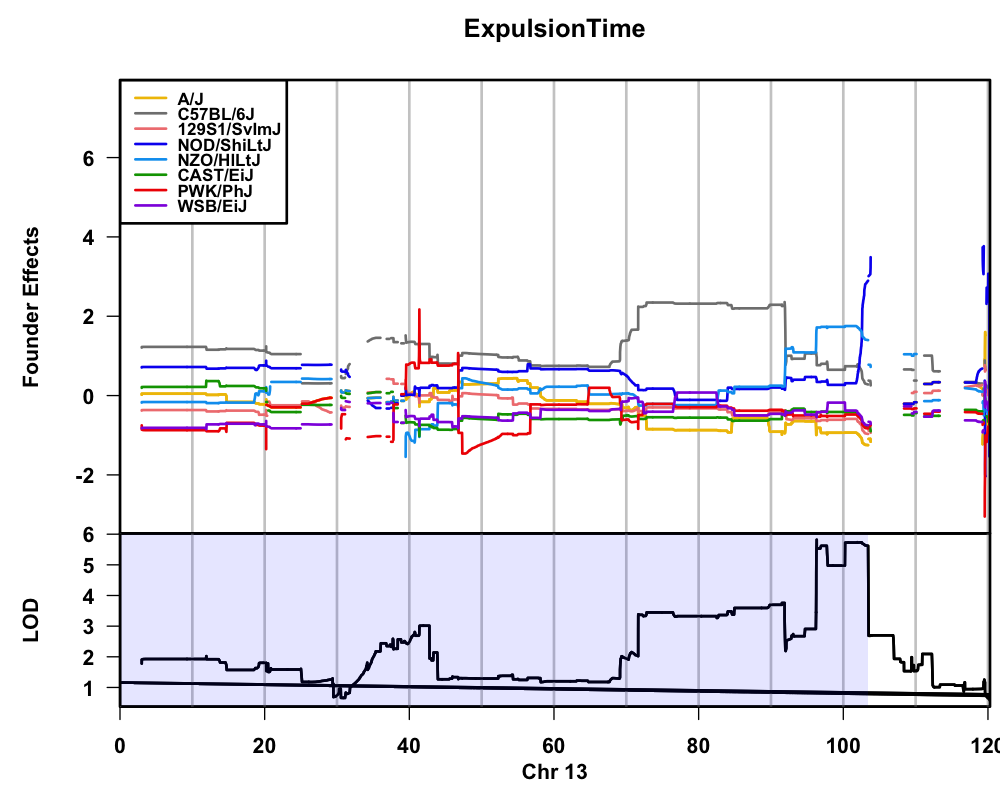 ExpulsionTime
A/J
C57BL/6J
129S1/SvImJ
NOD/ShiLtJ
NZO/HlLtJ
CAST/EiJ
PWK/PhJ
WSB/EiJ
Founder Effects
6
4
2
0
-2
LOD
6
5
4
3
2
1
0 20 40 60 80 100 120
Chr 13